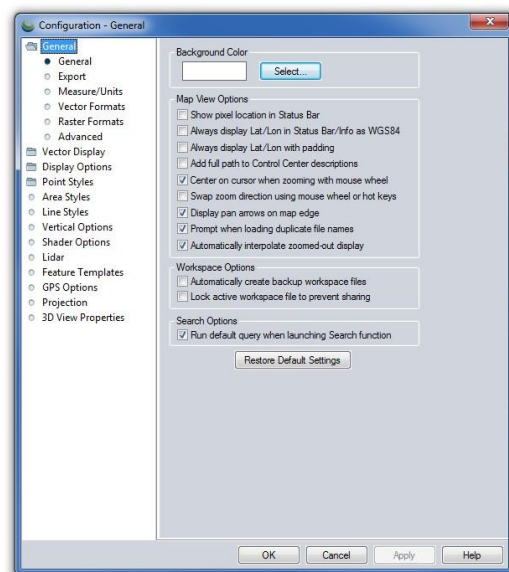 Configuration - General
General
General
Export
Measure/Units
Vector Formats
Raster Formats
Advanced
Vector Display
Display Options
Point Styles
Area Styles
Line Styles
Vertical Options
Shader Options
Lidar
Feature Templates
GPS Options
Projection
3D View Properties
Background Color
Select...
Map View Options
Show pixel location in Status Bar
Always display Lat/Lon in Status Bar/Info as WGS84
Always display Lat/Lon with padding
Add full path to Control Center descriptions
Center on cursor when zooming with mouse wheel
Swap zoom direction using mouse wheel or hot keys
Display pan arrows on map edge
Prompt when loading duplicate file names
Automatically interpolate zoomed-out display
Workspace Options
Automatically create backup workspace files
Lock active workspace file to prevent sharing
Search Options
Run default query when launching Search function
Restore Default Settings
OK Cancel Apply Help